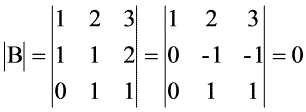 |B| = |1 2 3; 1 1 2; 0 1 1| = |1 2 3; 0 -1 -1; 0 1 1| = 0